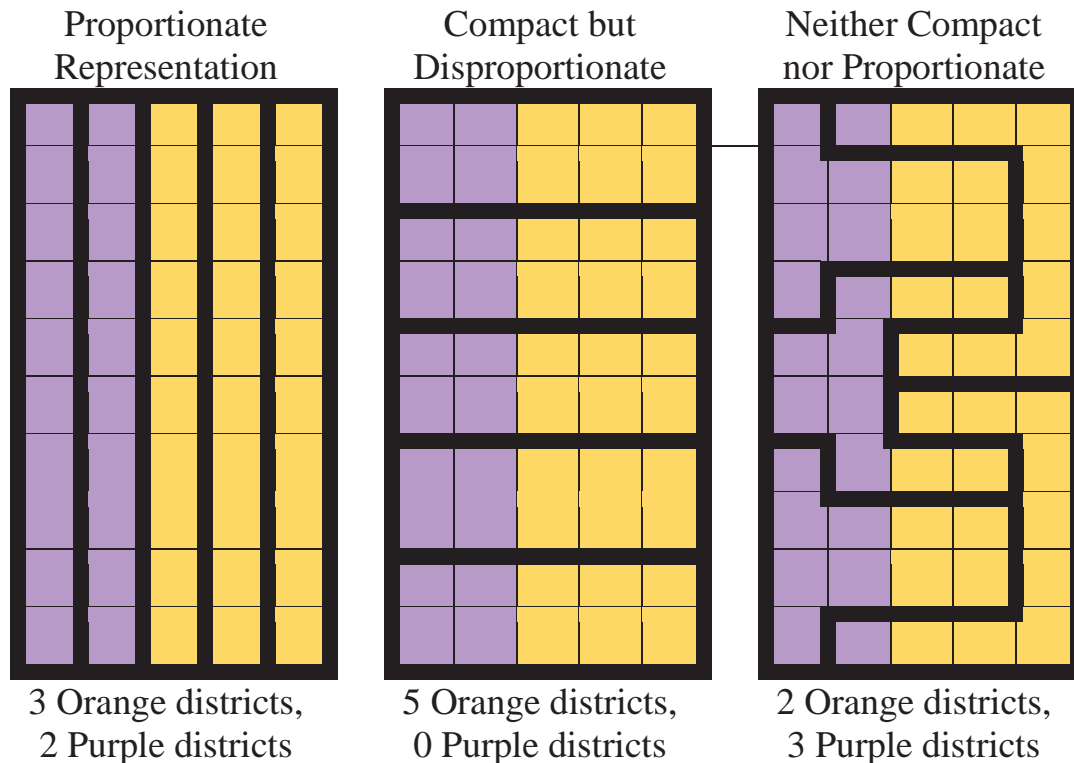 Proportionate
Representation
Compact but
Disproportionate
Neither Compact
nor Proportionate
3 Orange districts,
2 Purple districts
5 Orange districts,
0 Purple districts
2 Orange districts,
3 Purple districts